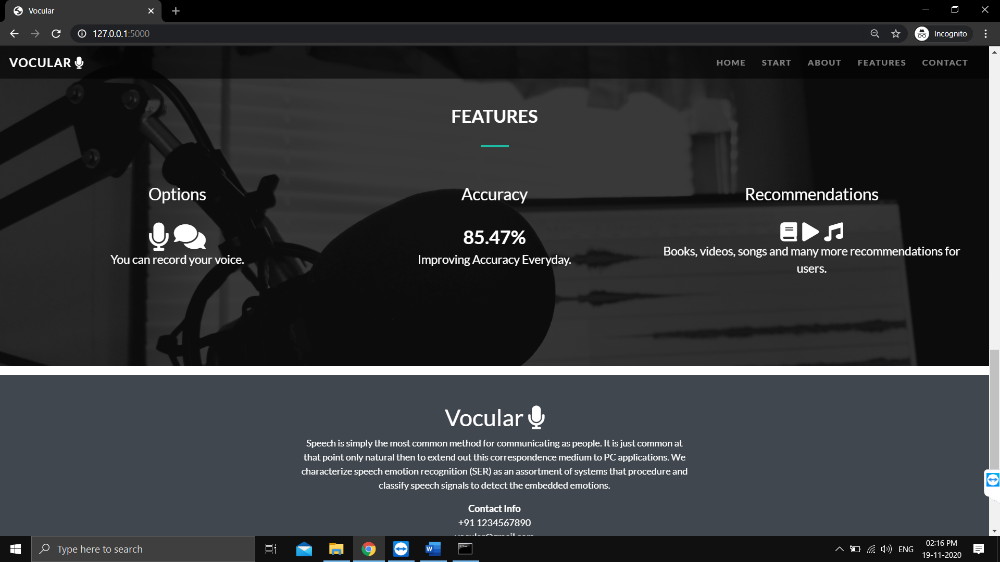 Vocular
127.0.0.1:5000
Incognito
VOCULAR
HOME START ABOUT FEATURES CONTACT
FEATURES
Options
You can record your voice.
Accuracy
85.47%
Improving Accuracy Everyday.
Recommendations
Books, videos, songs and many more recommendations for
users.
Vocular
Speech is simply the most common method for communicating as people. It is just common at
that point only natural then to extend out this correspondence medium to PC applications. We
characterize speech emotion recognition (SER) as an assortment of systems that procedure and
classify speech signals to detect the embedded emotions.
Contact Info
+91 1234567890
vocular@gmail.com
Type here to search
ENG
02:16 PM
19-11-2020